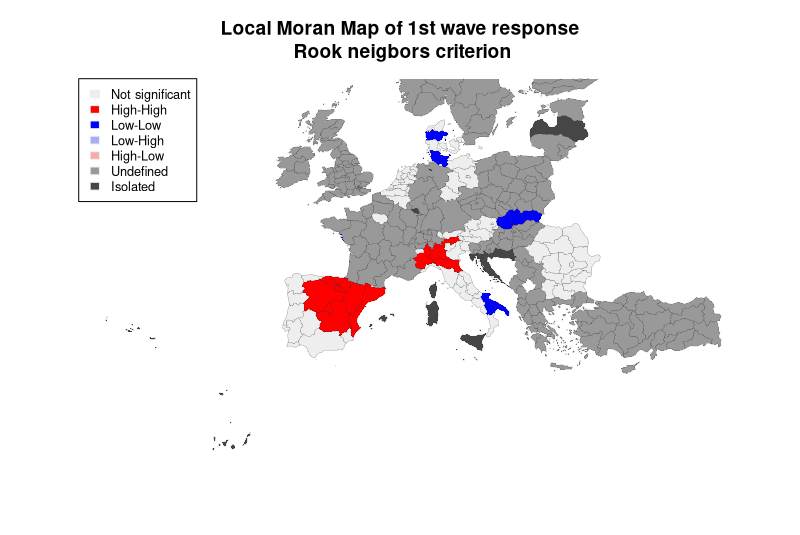 Local Moran Map of 1st wave response
Rook neigbors criterion
Not significant
High-High
Low-Low
Low-High
High-Low
Undefined
Isolated